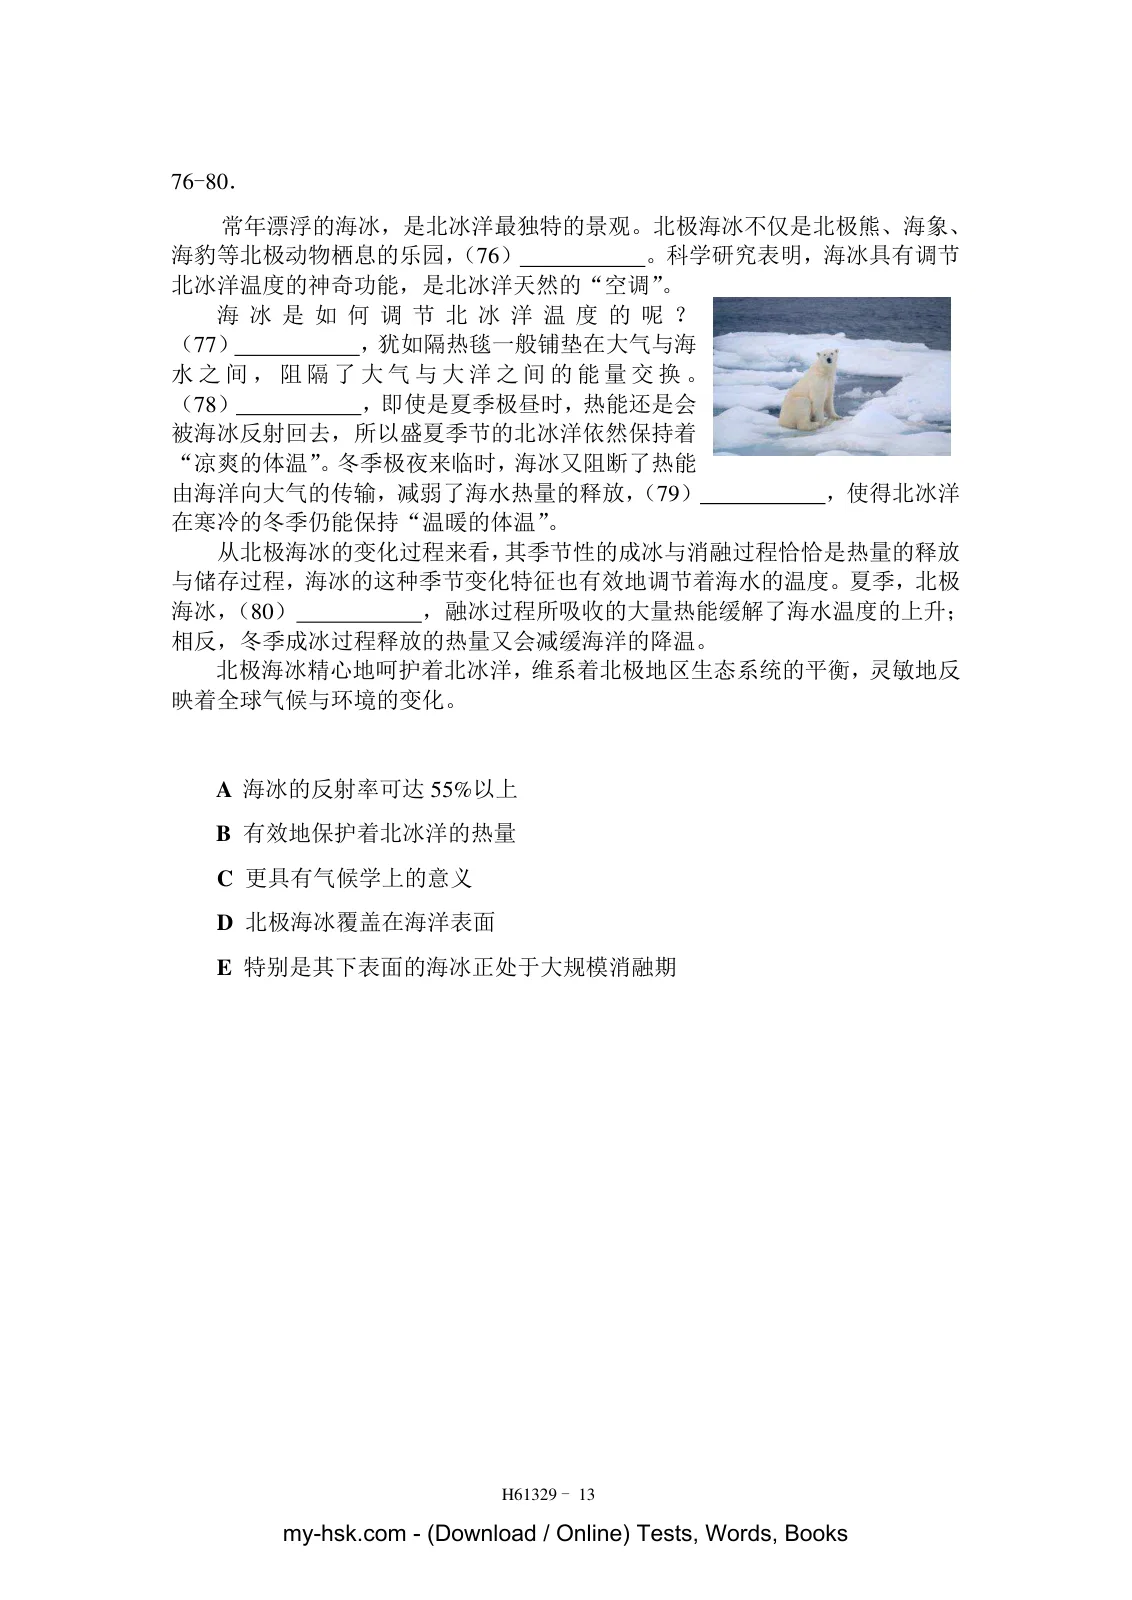 76-80.
常年漂浮的海冰，是北冰洋最独特的景观。北极海冰不仅是北极熊、海象、
海豹等北极动物栖息的乐园，（76）___________。科学研究表明，海冰具有调节
北冰洋温度的神奇功能，是北冰洋天然的“空调”。
海冰是如何调节北冰洋温度的呢？
（77）___________，犹如隔热毯一般铺垫在大气与海
水之间，阻隔了大气与大洋之间的能量交换。
（78）___________，即使是夏季极昼时，热能还是会
被海冰反射回去，所以盛夏季节的北冰洋依然保持着
“凉爽的体温”。冬季极夜来临时，海冰又阻断了热能
由海洋向大气的传输，减弱了海水热量的释放，（79）___________，使得北冰洋
在寒冷的冬季仍能保持“温暖的体温”。
从北极海冰的变化过程来看，其季节性的成冰与消融过程恰恰是热量的释放
与储存过程，海冰的这种季节变化特征也有效地调节着海水的温度。夏季，北极
海冰，（80）___________，融冰过程所吸收的大量热能缓解了海水温度的上升；
相反，冬季成冰过程释放的热量又会减缓海洋的降温。
北极海冰精心地呵护着北冰洋，维系着北极地区生态系统的平衡，灵敏地反
映着全球气候与环境的变化。
A 海冰的反射率可达 55%以上
B 有效地保护着北冰洋的热量
C 更具有气候学上的意义
D 北极海冰覆盖在海洋表面
E 特别是其下表面的海冰正处于大规模消融期
H61329- 13
my-hsk.com - (Download / Online) Tests, Words, Books